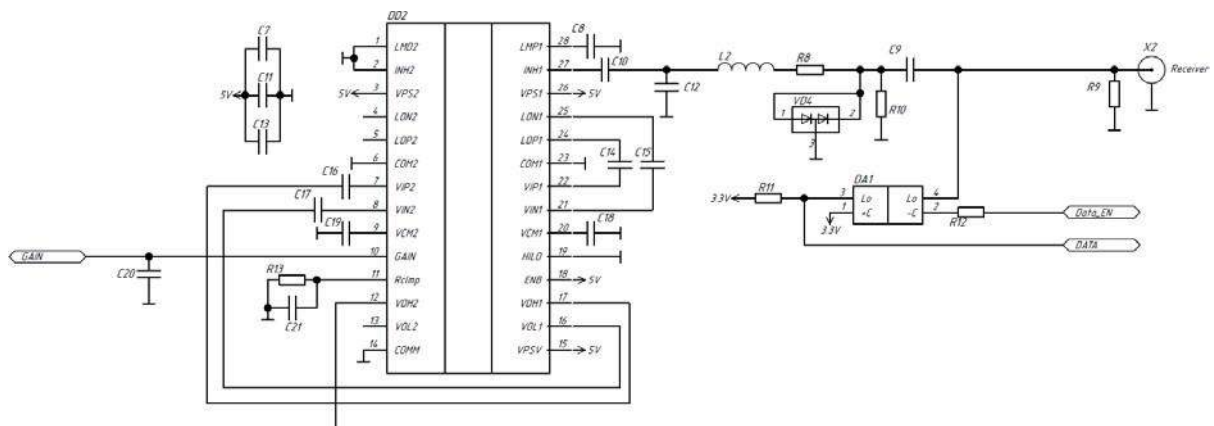 DD2
C7
C11
5V
C13
1 LMD2
2 INH2
5V 3 VPS2
4 LON2
5 LOP2
6 COM2
C16 7 VIP2
C17 8 VIN2
C19 9 VCM2
GAIN 10 GAIN
C20
R13 11 RcImp
C21
12 VOH2
13 VOL2
14 COMM
LMP1 28 C8
INH1 27 C10
VPS1 26 5V
LON1 25
LOP1 24
C14 C15
COM1 23
VIP1 22
VIN1 21
VCM1 20 C18
HILO 19
ENB 18 5V
VOH1 17
VOL1 16
VPSV 15 5V
C12
L2
R8
C9
X2
Receiver
R9
R10
VD4
1 2
3
DA1
3.3V R11 3 Lo Lo 4
1 +C -C 2 R12 Data_EN
3.3V
DATA